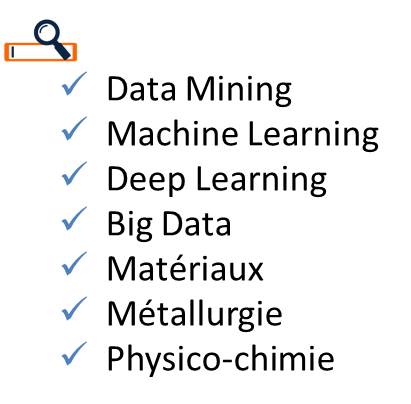 Data Mining
Machine Learning
Deep Learning
Big Data
Matériaux
Métallurgie
Physico-chimie